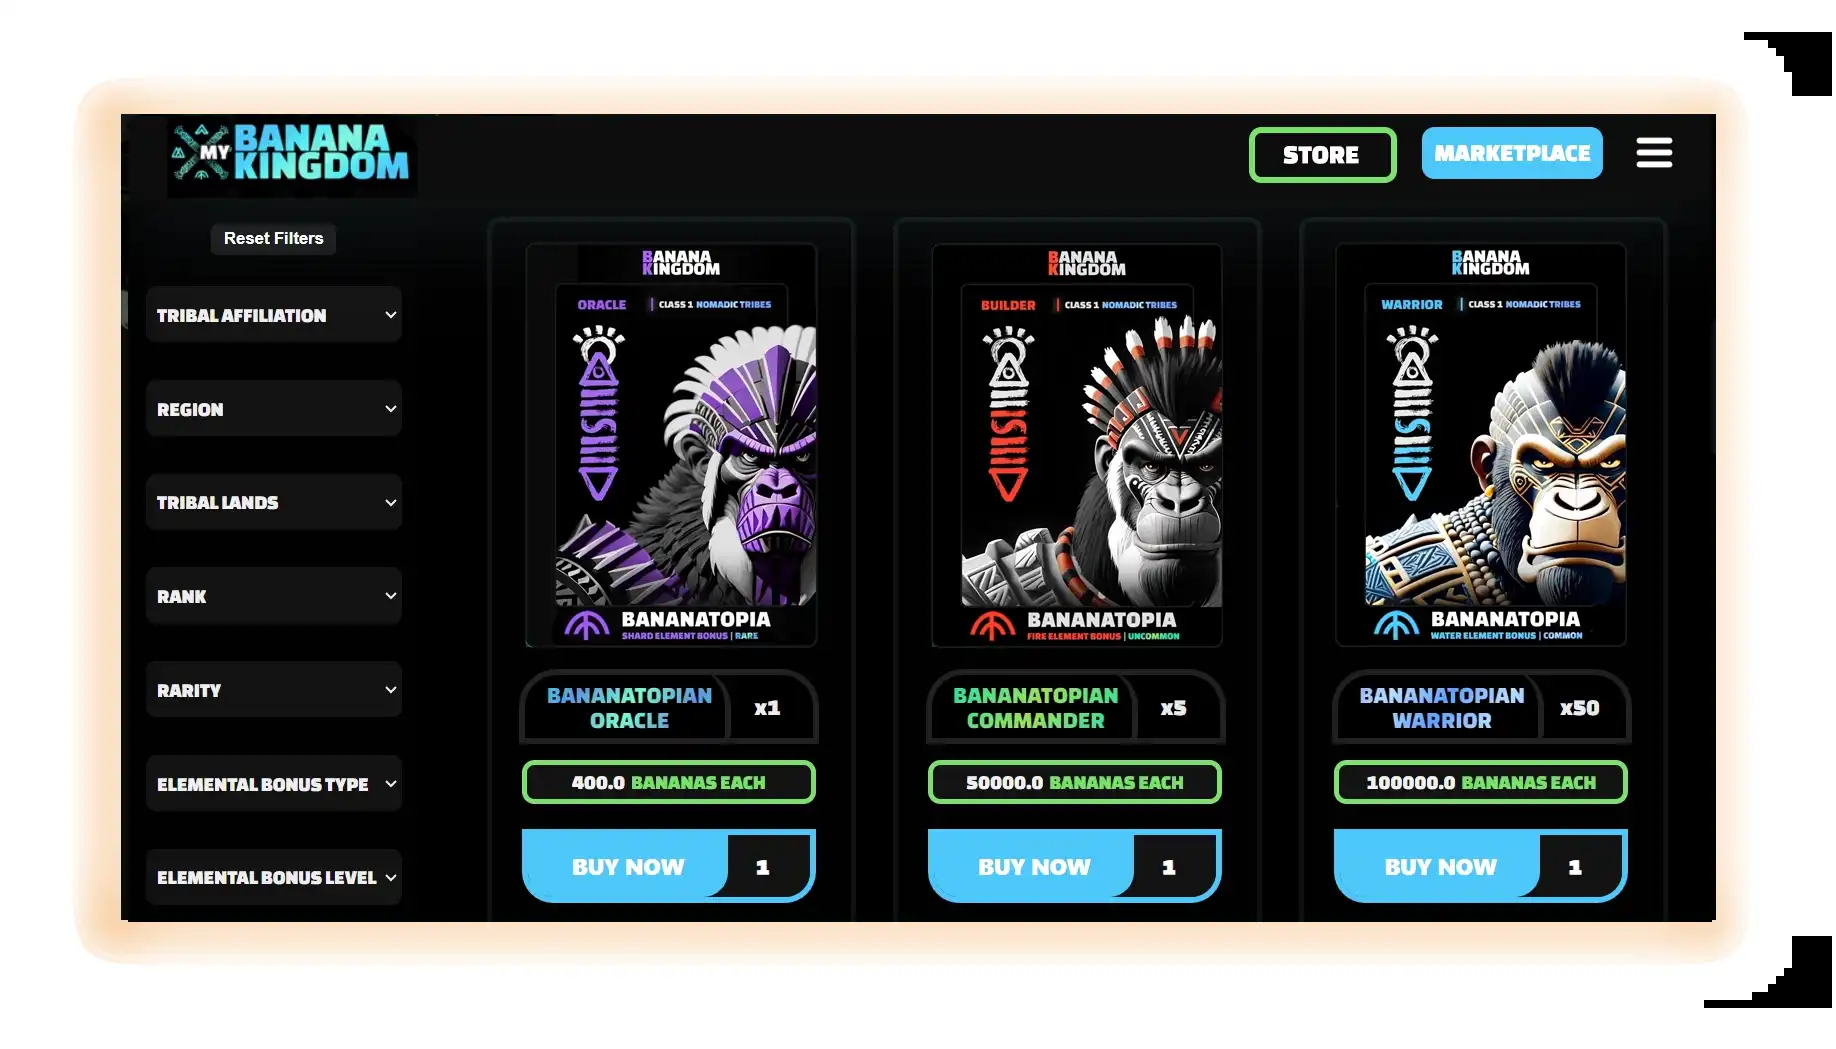 MY BANANA
KINGDOM
STORE
MARKETPLACE
Reset Filters
TRIBAL AFFILIATION
REGION
TRIBAL LANDS
RANK
RARITY
ELEMENTAL BONUS TYPE
ELEMENTAL BONUS LEVEL
BANANA
KINGDOM
ORACLE | CLASS 1 NOMADIC TRIBES
BANANATOPIA
SHARD ELEMENT BONUS | RARE
BANANATOPIAN
ORACLE
x1
400.0 BANANAS EACH
BUY NOW 1
BANANA
KINGDOM
BUILDER | CLASS 1 NOMADIC TRIBES
BANANATOPIA
FIRE ELEMENT BONUS | UNCOMMON
BANANATOPIAN
COMMANDER
x5
50000.0 BANANAS EACH
BUY NOW 1
BANANA
KINGDOM
WARRIOR | CLASS 1 NOMADIC TRIBES
BANANATOPIA
WATER ELEMENT BONUS | COMMON
BANANATOPIAN
WARRIOR
x50
100000.0 BANANAS EACH
BUY NOW 1